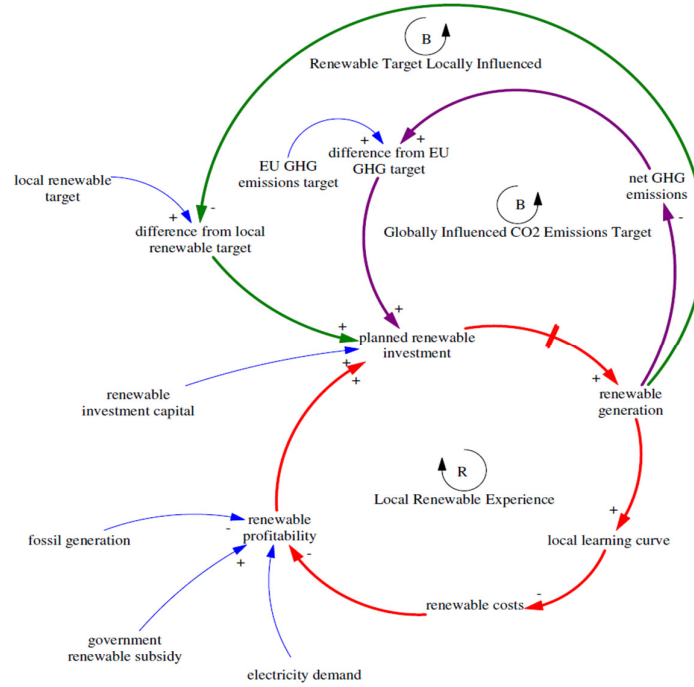 B
Renewable Target Locally Influenced
+
+
EU GHG
emissions target
difference from EU
GHG target
net GHG
emissions
-
local renewable
target
+
-
difference from local
renewable target
B
Globally Influenced CO2 Emissions Target
-
+
+
planned renewable
investment
+
+
+
renewable
generation
renewable
investment capital
R
Local Renewable Experience
fossil generation
-
+
renewable
profitability
-
+
local learning curve
-
renewable costs
government
renewable subsidy
electricity demand